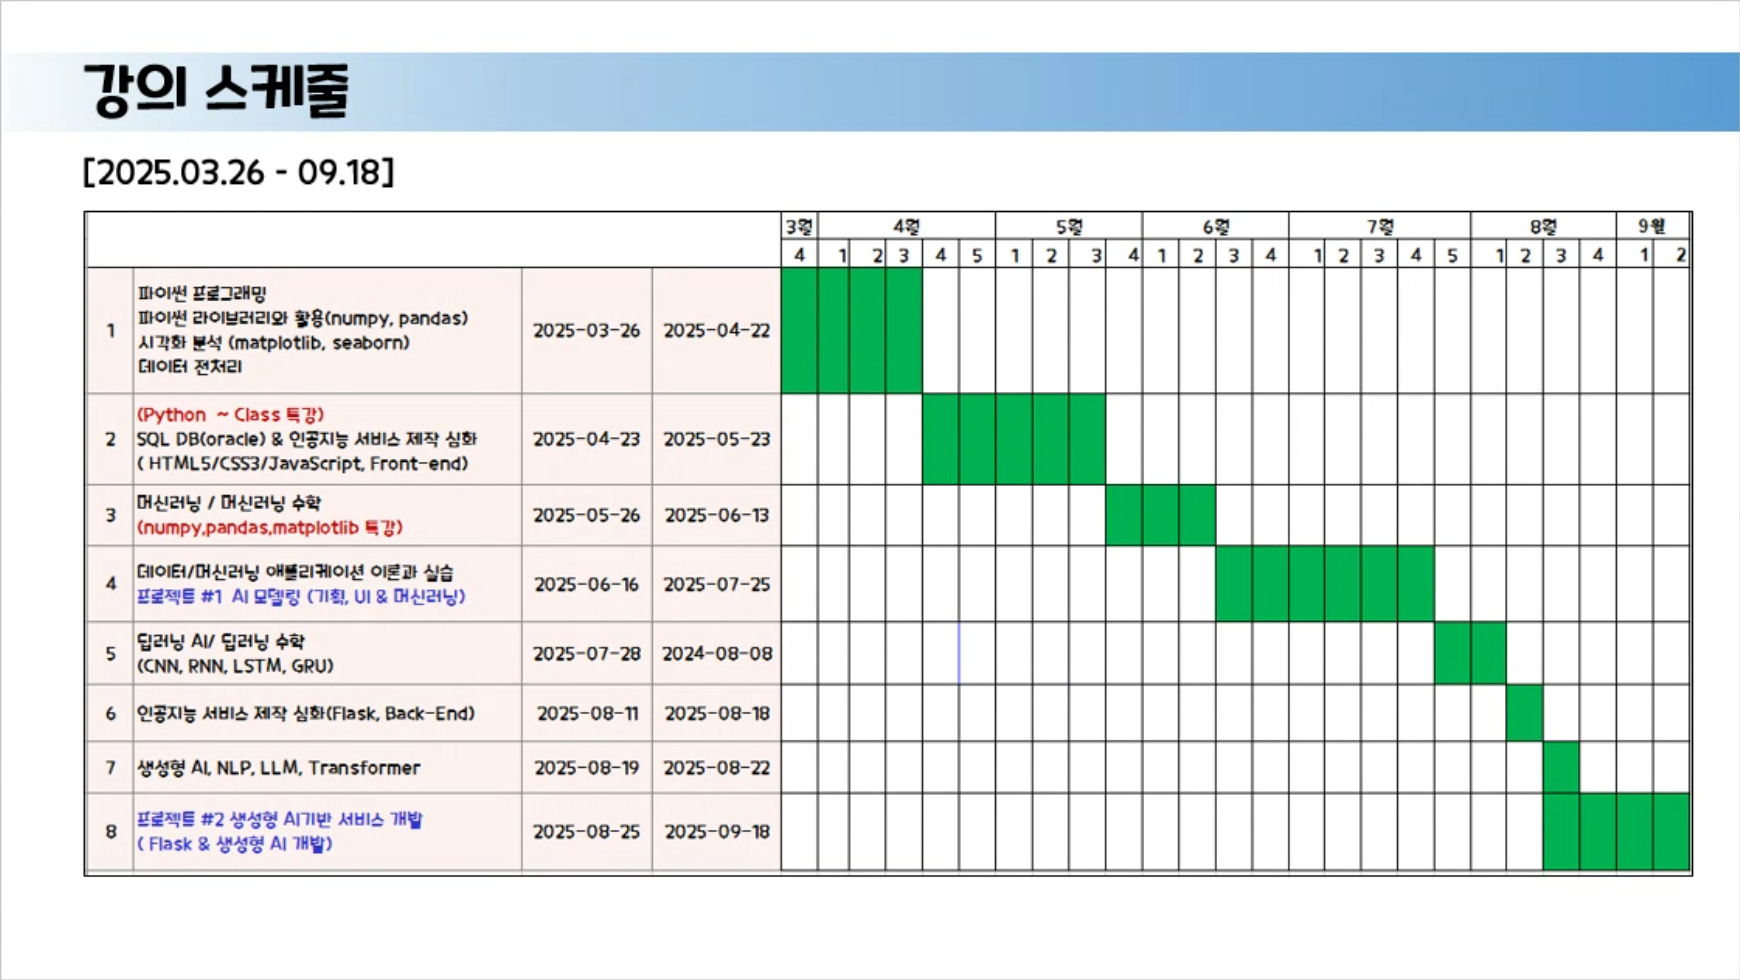 강의 스케줄
[2025.03.26 - 09.18]
3월 4월 5월 6월 7월 8월 9월
4 1 2 3 4 5 1 2 3 4 1 2 3 4 1 2 3 4 5 1 2 3 4 1 2
1
파이썬 프로그래밍
파이썬 라이브러리와 활용(numpy, pandas)
시각화 분석 (matplotlib, seaborn)
데이터 전처리
2025-03-26 2025-04-22
2
(Python ~ Class 특강)
SQL DB(oracle) & 인공지능 서비스 제작 심화
( HTML5/CSS3/JavaScript, Front-end)
2025-04-23 2025-05-23
3
머신러닝 / 머신러닝 수학
(numpy,pandas,matplotlib 특강)
2025-05-26 2025-06-13
4
데이터/머신러닝 애플리케이션 이론과 실습
프로젝트 #1 AI 모델링 (기획, UI & 머신러닝)
2025-06-16 2025-07-25
5
딥러닝 AI/ 딥러닝 수학
(CNN, RNN, LSTM, GRU)
2025-07-28 2024-08-08
6 인공지능 서비스 제작 심화(Flask, Back-End) 2025-08-11 2025-08-18
7 생성형 AI, NLP, LLM, Transformer 2025-08-19 2025-08-22
8
프로젝트 #2 생성형 AI기반 서비스 개발
( Flask & 생성형 AI 개발)
2025-08-25 2025-09-18